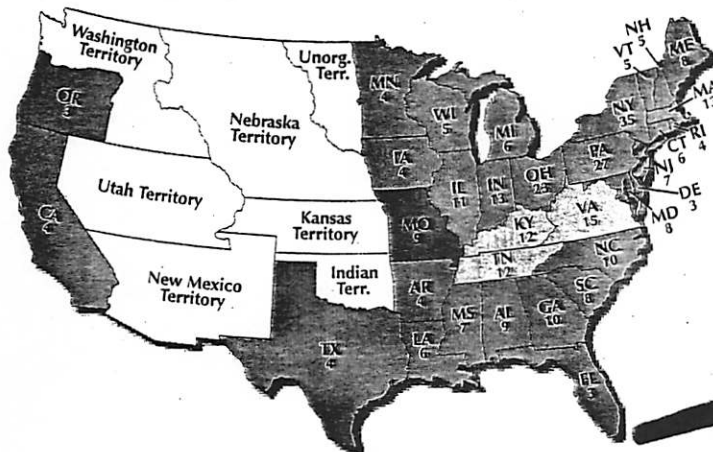 Washington
Territory
OR
3
CA
4
Utah Territory
New Mexico
Territory
Nebraska
Territory
Unorg.
Terr.
Kansas
Territory
Indian
Terr.
TX
4
MN
4
IA
4
MO
9
AR
4
LA
6
WI
5
IL
11
MI
6
IN
13
OH
23
KY
12
TN
12
MS
7
AL
9
GA
10
FL
3
SC
8
NC
10
VA
15
PA
27
NY
35
VT
5
NH
5
ME
8
MA
13
RI
4
CT
6
NJ
7
DE
3
MD
8